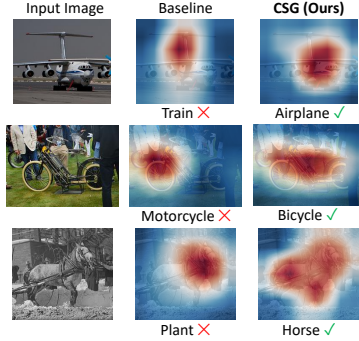 Input Image Baseline CSG (Ours)
Train ✕ Airplane ✓
Motorcycle ✕ Bicycle ✓
Plant ✕ Horse ✓